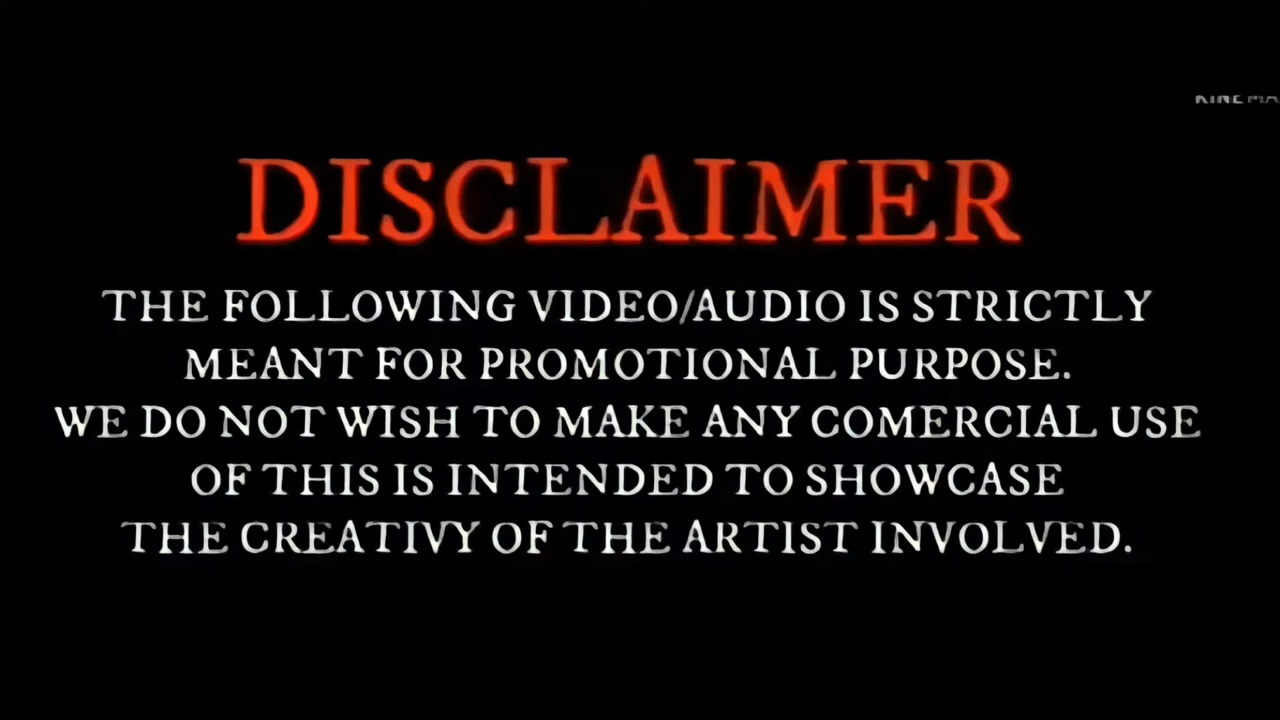 DISCLAIMER
THE FOLLOWING VIDEO/AUDIO IS STRICTLY
MEANT FOR PROMOTIONAL PURPOSE.
WE DO NOT WISH TO MAKE ANY COMERCIAL USE
OF THIS IS INTENDED TO SHOWCASE
THE CREATIVY OF THE ARTIST INVOLVED.